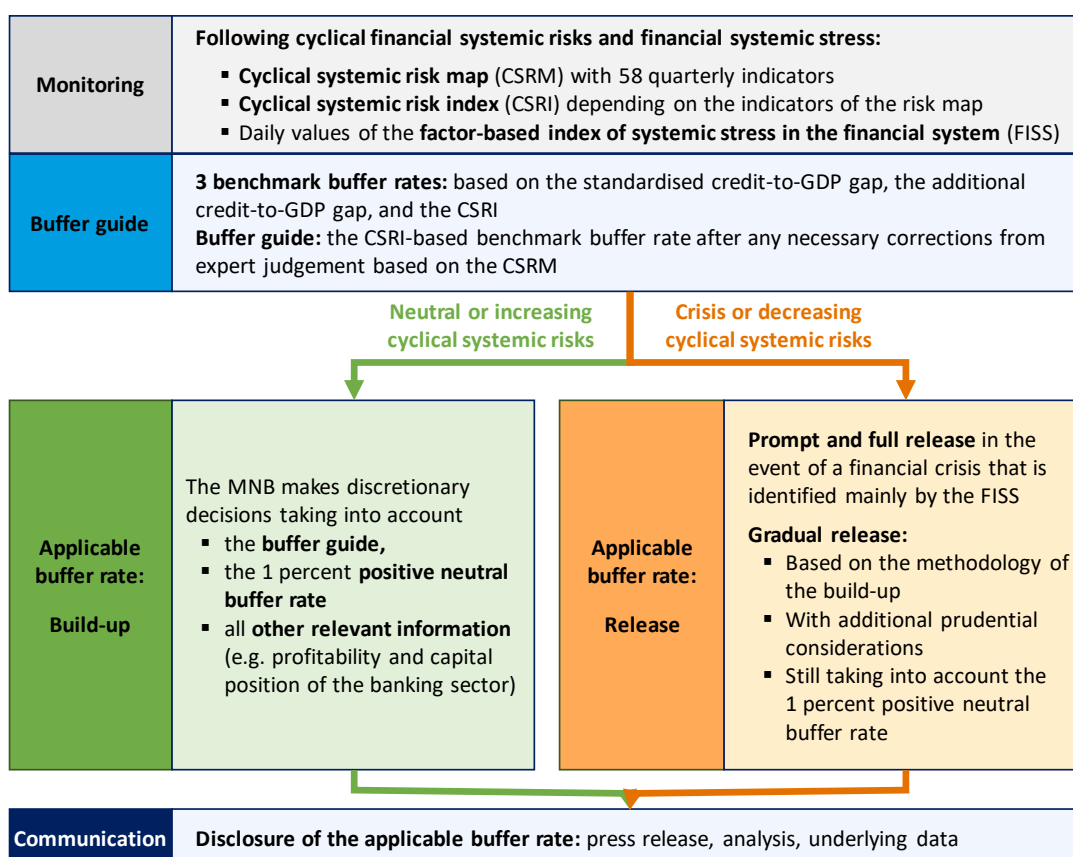 Monitoring
Following cyclical financial systemic risks and financial systemic stress:
▪ Cyclical systemic risk map (CSRM) with 58 quarterly indicators
▪ Cyclical systemic risk index (CSRI) depending on the indicators of the risk map
▪ Daily values of the factor-based index of systemic stress in the financial system (FISS)
Buffer guide
3 benchmark buffer rates: based on the standardised credit-to-GDP gap, the additional
credit-to-GDP gap, and the CSRI
Buffer guide: the CSRI-based benchmark buffer rate after any necessary corrections from
expert judgement based on the CSRM
Neutral or increasing
cyclical systemic risks
Crisis or decreasing
cyclical systemic risks
Applicable
buffer rate:
Build-up
The MNB makes discretionary
decisions taking into account
▪ the buffer guide,
▪ the 1 percent positive neutral
buffer rate
▪ all other relevant information
(e.g. profitability and capital
position of the banking sector)
Applicable
buffer rate:
Release
Prompt and full release in the
event of a financial crisis that is
identified mainly by the FISS
Gradual release:
▪ Based on the methodology of
the build-up
▪ With additional prudential
considerations
▪ Still taking into account the
1 percent positive neutral
buffer rate
Communication
Disclosure of the applicable buffer rate: press release, analysis, underlying data